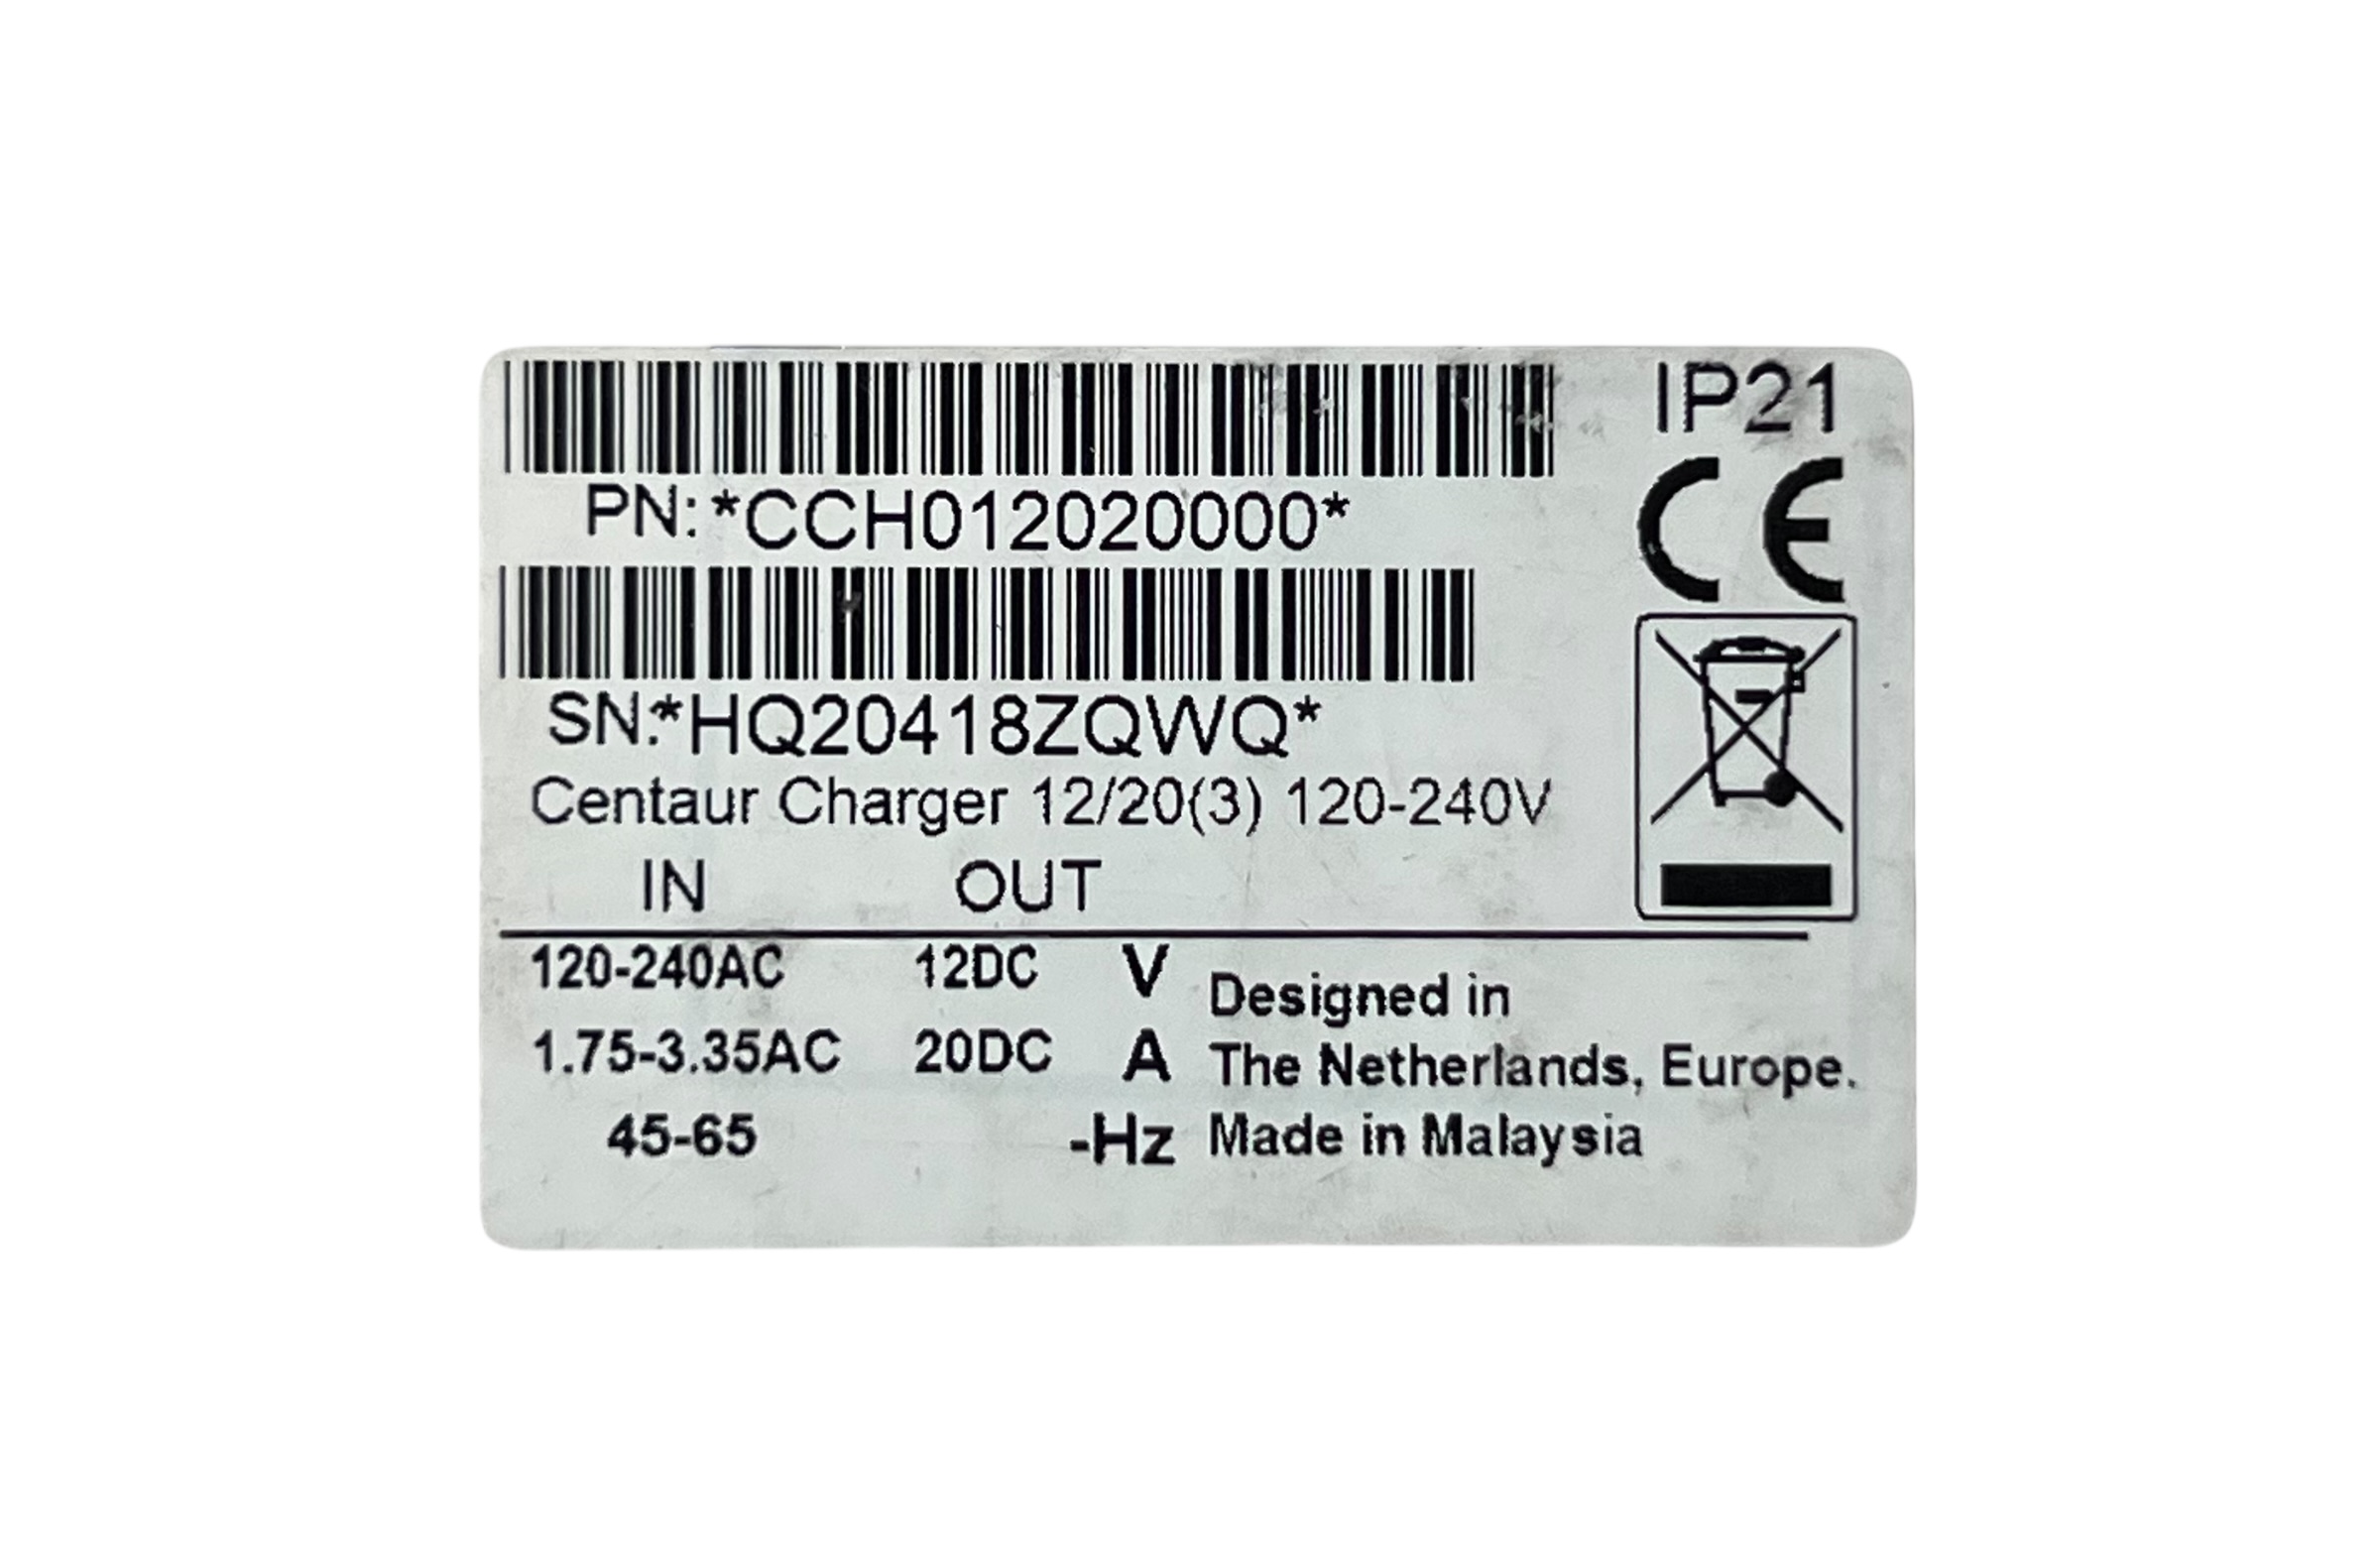 IP21
PN: *CCH012020000*
CE
SN:*HQ20418ZQWQ*
Centaur Charger 12/20(3) 120-240V
IN OUT
120-240AC 12DC V
1.75-3.35AC 20DC A
45-65 -Hz
Designed in
The Netherlands, Europe.
Made in Malaysia